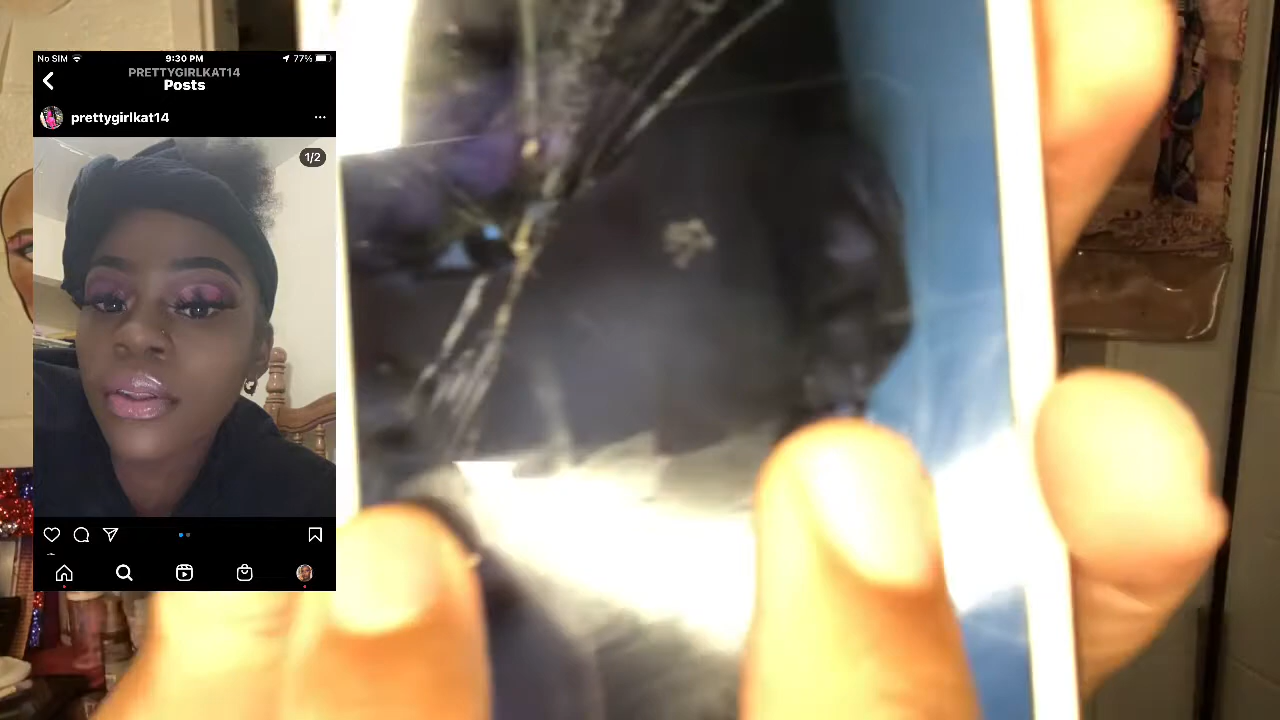 No SIM 9:30 PM 77%
PRETTYGIRLKAT14
Posts
prettygirlkat14
1/2